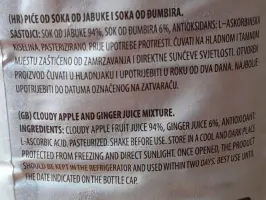 (HR) PIĆE OD SOKA OD JABUKE I SOKA OD ĐUMBIRA.
SASTOJCI: SOK OD JABUKE 94%, SOK OD ĐUMBIRA 6%, ANTIOKSIDANS: L-ASKORBINSKA
KISELINA. PASTERIZIRANO. PRIJE UPOTREBE PROTRESTI. ČUVATI NA HLADNOM I TAMNOM
MJESTU ZAŠTIĆENO OD ZAMRZAVANJA I DIREKTNE SUNČEVE SVJETLOSTI. OTVOREN
PROIZVOD ČUVATI U HLADNJAKU I UPOTRIJEBITI U ROKU OD DVA DANA. NAJBOLJE
UPOTRIJEBITI DO DATUMA OZNAČENOG NA ZATVARAČU.
(GB) CLOUDY APPLE AND GINGER JUICE MIXTURE.
INGREDIENTS: CLOUDY APPLE FRUIT JUICE 94%, GINGER JUICE 6%, ANTIOXIDANT:
L-ASCORBIC ACID. PASTEURIZED. SHAKE BEFORE USE. STORE IN A COOL AND DARK PLACE
PROTECTED FROM FREEZING AND DIRECT SUNLIGHT. ONCE OPENED, THE PRODUCT
SHOULD BE KEPT IN THE REFRIGERATOR AND USED WITHIN TWO DAYS. BEST USE UNTIL
THE DATE INDICATED ON THE BOTTLE CAP.